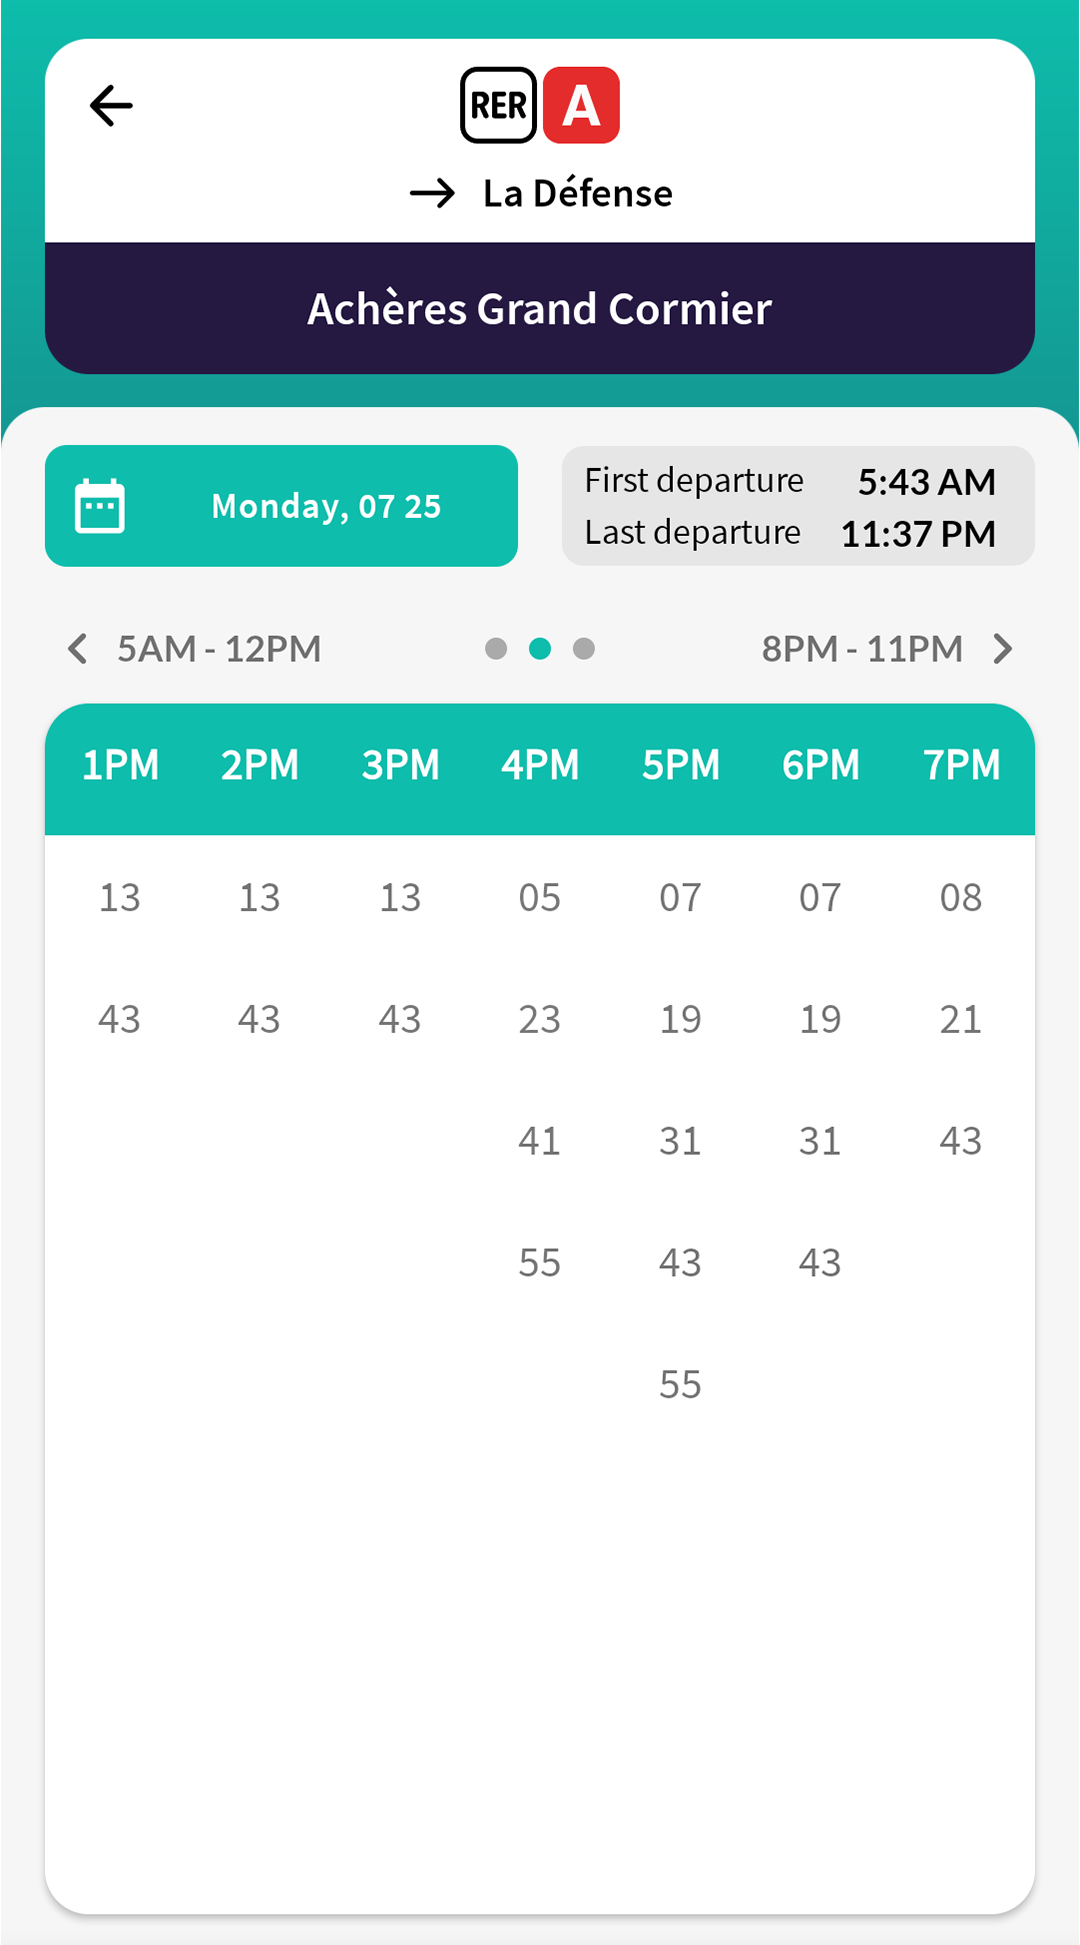 RER A
→ La Défense
Achères Grand Cormier
Monday, 07 25
First departure 5:43 AM
Last departure 11:37 PM
5AM - 12PM 8PM - 11PM
1PM 2PM 3PM 4PM 5PM 6PM 7PM
13 13 13 05 07 07 08
43 43 43 23 19 19 21
41 31 31 43
55 43 43
55